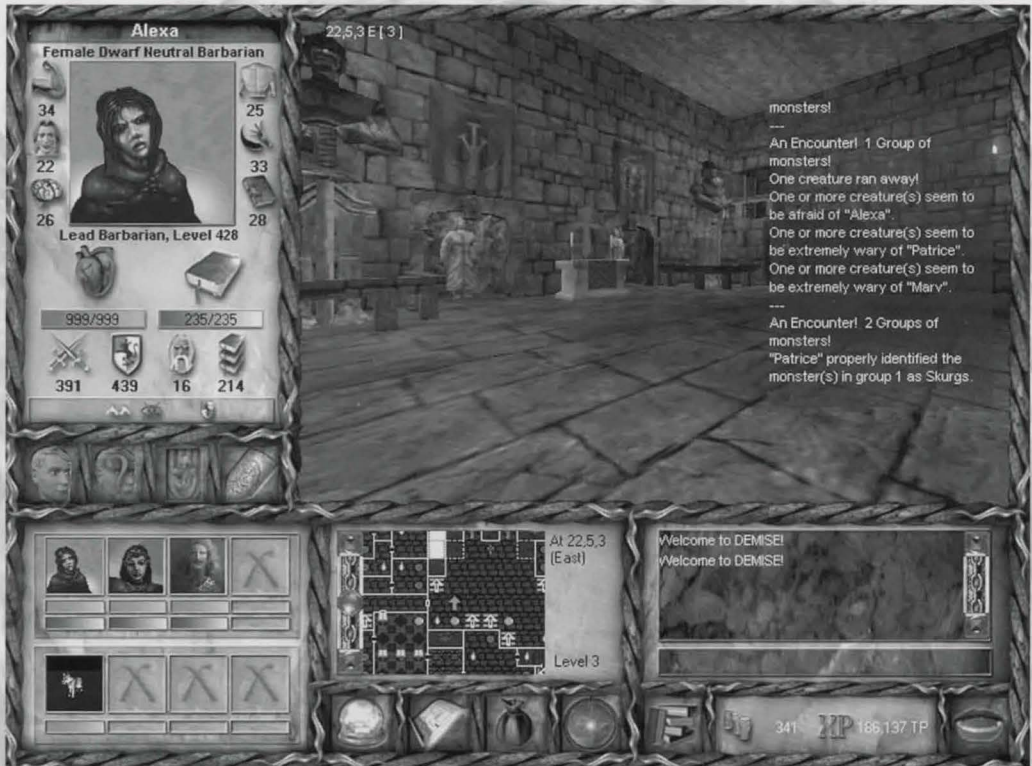 Alexa
Female Dwarf Neutral Barbarian
34
25
22
33
26
28
Lead Barbarian, Level 428
999/999
235/235
391
439
16
214
22,5,3 E [ 3 ]
monsters!
---
An Encounter! 1 Group of
monsters!
One creature ran away!
One or more creature(s) seem to
be afraid of "Alexa".
One or more creature(s) seem to
be extremely wary of "Patrice".
One or more creature(s) seem to
be extremely wary of "Marv".
---
An Encounter! 2 Groups of
monsters!
"Patrice" properly identified the
monster(s) in group 1 as Skurgs.
At 22,5,3
(East)
Level 3
Welcome to DEMISE!
Welcome to DEMISE!
341
XP
186,137 TP